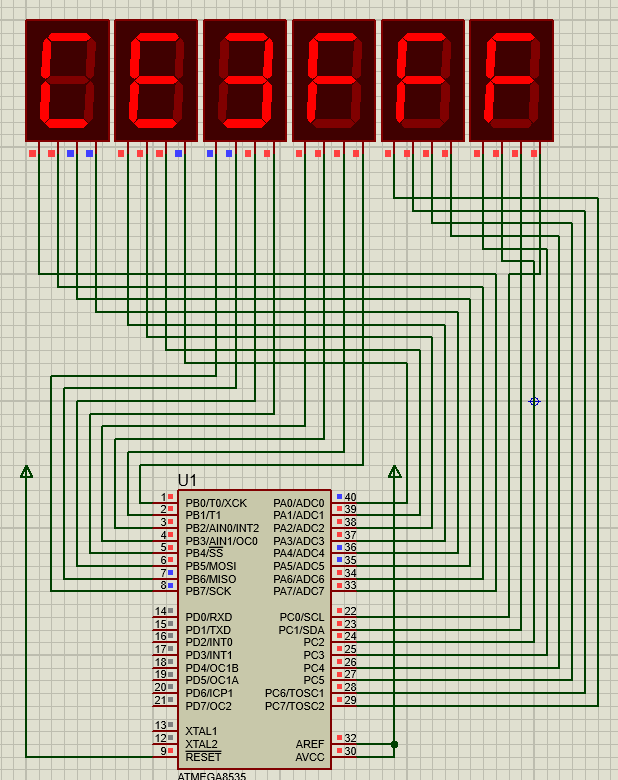 CE3FFF
U1
1 PB0/T0/XCK PA0/ADC0 40
2 PB1/T1 PA1/ADC1 39
3 PB2/AIN0/INT2 PA2/ADC2 38
4 PB3/AIN1/OC0 PA3/ADC3 37
5 PB4/SS PA4/ADC4 36
6 PB5/MOSI PA5/ADC5 35
7 PB6/MISO PA6/ADC6 34
8 PB7/SCK PA7/ADC7 33
14 PD0/RXD PC0/SCL 22
15 PD1/TXD PC1/SDA 23
16 PD2/INT0 PC2 24
17 PD3/INT1 PC3 25
18 PD4/OC1B PC4 26
19 PD5/OC1A PC5 27
20 PD6/ICP1 PC6/TOSC1 28
21 PD7/OC2 PC7/TOSC2 29
13 XTAL1
12 XTAL2 AREF 32
9 RESET AVCC 30
ATMEGA8535